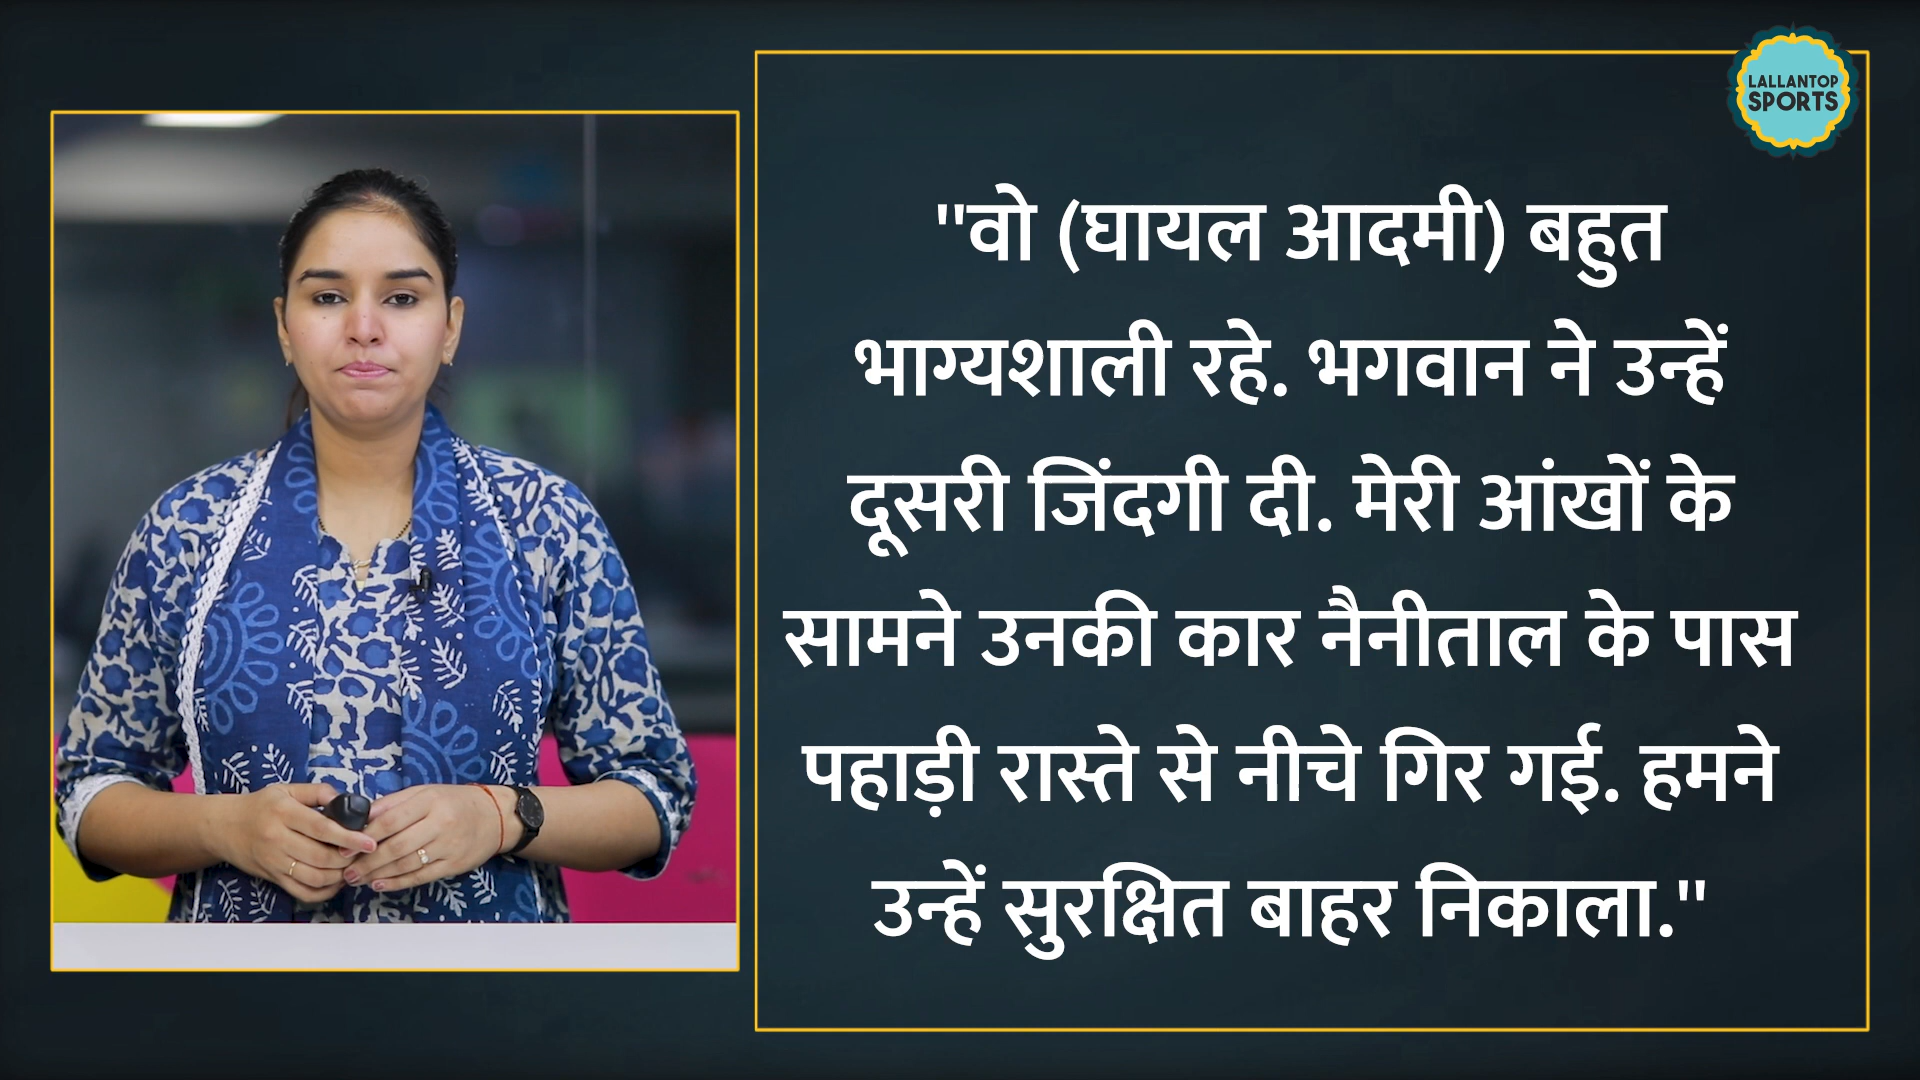 LALLANTOP
SPORTS
"वो (घायल आदमी) बहुत
भाग्यशाली रहे. भगवान ने उन्हें
दूसरी जिंदगी दी. मेरी आंखों के
सामने उनकी कार नैनीताल के पास
पहाड़ी रास्ते से नीचे गिर गई. हमने
उन्हें सुरक्षित बाहर निकाला."